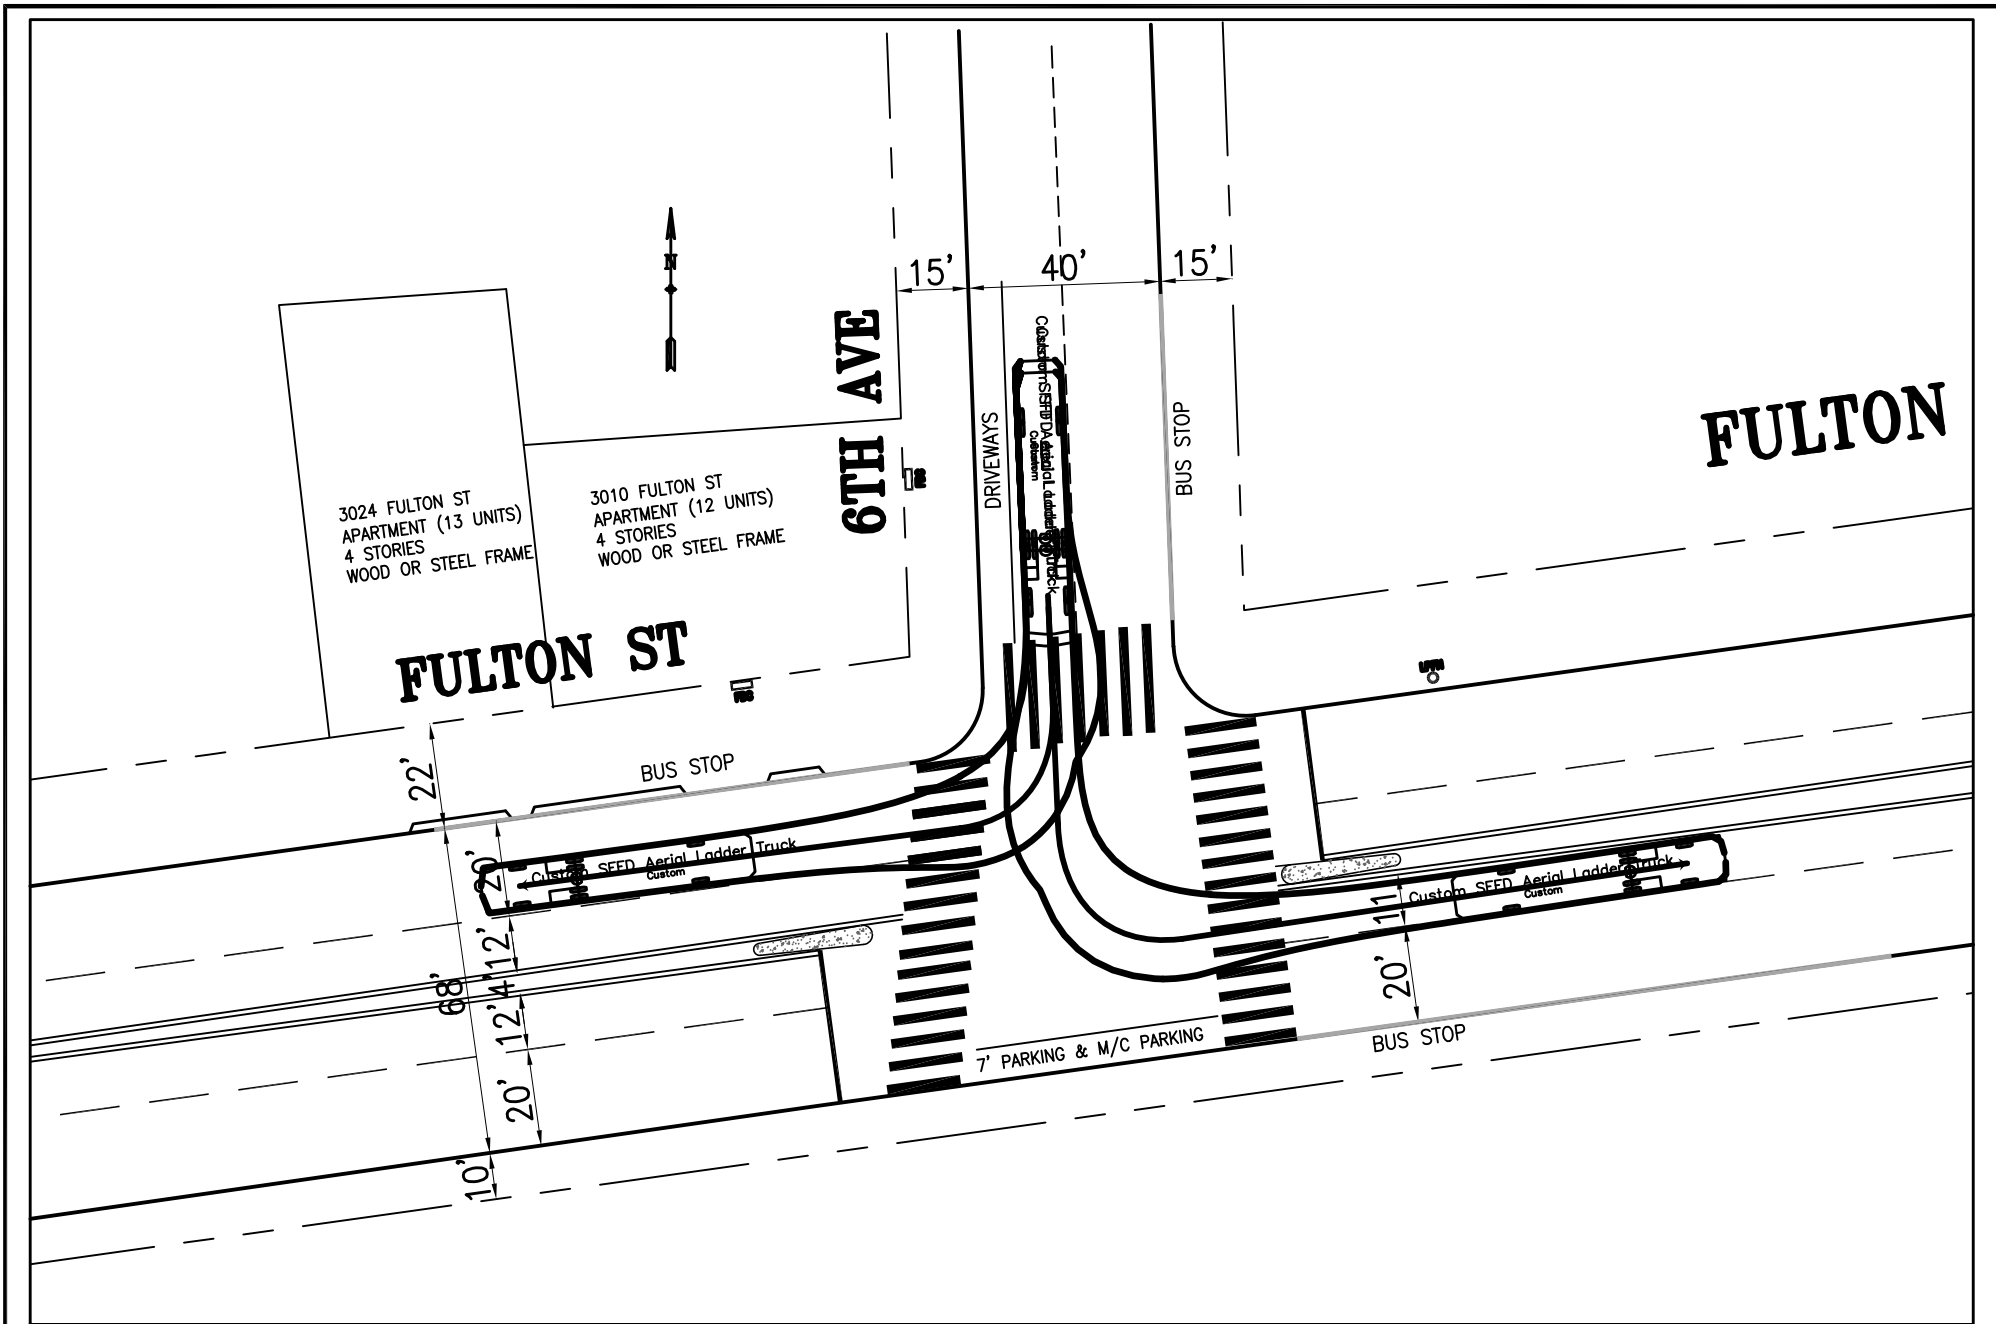 N
15'
40'
15'
6TH AVE
DRIVEWAYS
BUS STOP
FULTON
3024 FULTON ST
APARTMENT (13 UNITS)
4 STORIES
WOOD OR STEEL FRAME
3010 FULTON ST
APARTMENT (12 UNITS)
4 STORIES
WOOD OR STEEL FRAME
FULTON ST
22'
BUS STOP
20'
Custom SFFD Aerial Ladder Truck
Custom
Custom SFFD Aerial Ladder Truck
Custom
11'
12'
4'
68'
12'
20'
20'
10'
7' PARKING & M/C PARKING
BUS STOP